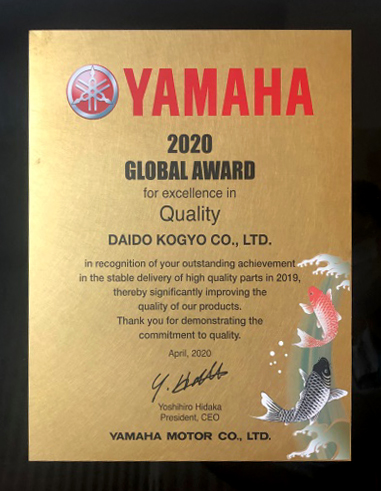 YAMAHA
2020
GLOBAL AWARD
for excellence in
Quality
DAIDO KOGYO CO., LTD.
in recognition of your outstanding achievement
in the stable delivery of high quality parts in 2019,
thereby significantly improving the
quality of our products.
Thank you for demonstrating the
commitment to quality.
April, 2020
Y. Hidaka
Yoshihiro Hidaka
President, CEO
YAMAHA MOTOR CO., LTD.